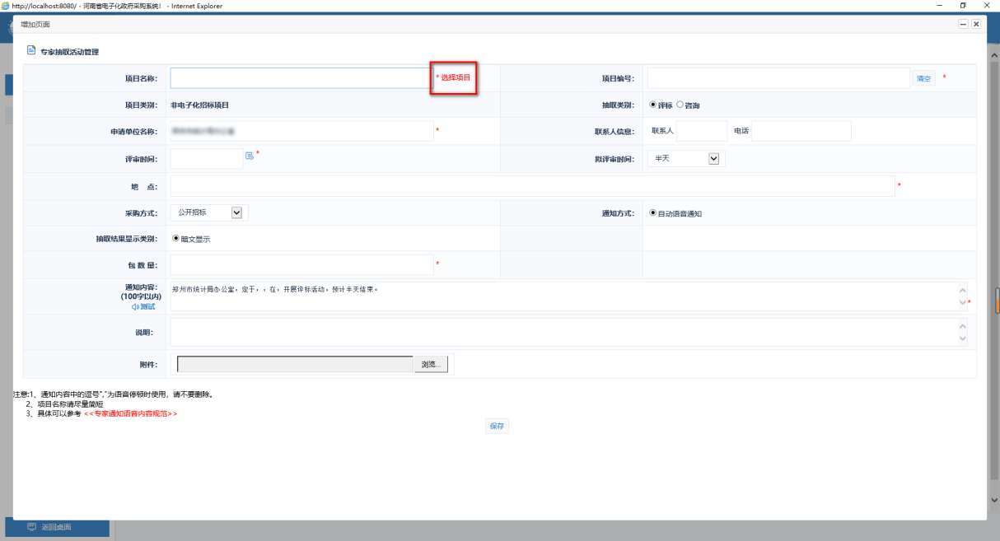 http://localhost:8080/ - 河南省电子化政府采购系统! - Internet Explorer
增加页面
专家抽取活动管理
项目名称: * 选择项目 项目编号: 清空 *
项目类别: 非电子化招标项目 抽取类别: 评标 咨询
申请单位名称: * 联系人信息: 联系人 电话
评审时间: * 拟评审时间: 半天
地 点: *
采购方式: 公开招标 通知方式: 自动语音通知
抽取结果显示类别: 暗文显示
包 数 量: *
通知内容: 郑州市统计局办公室，定于，，在，开展评标活动，预计半天结束。
(100字以内)
测试 *
说明:
附件: 浏览...
注意:1、通知内容中的逗号","为语音停顿时使用，请不要删除。
2、项目名称请尽量简短
3、具体可以参考 <<专家通知语音内容规范>>
保存
返回桌面